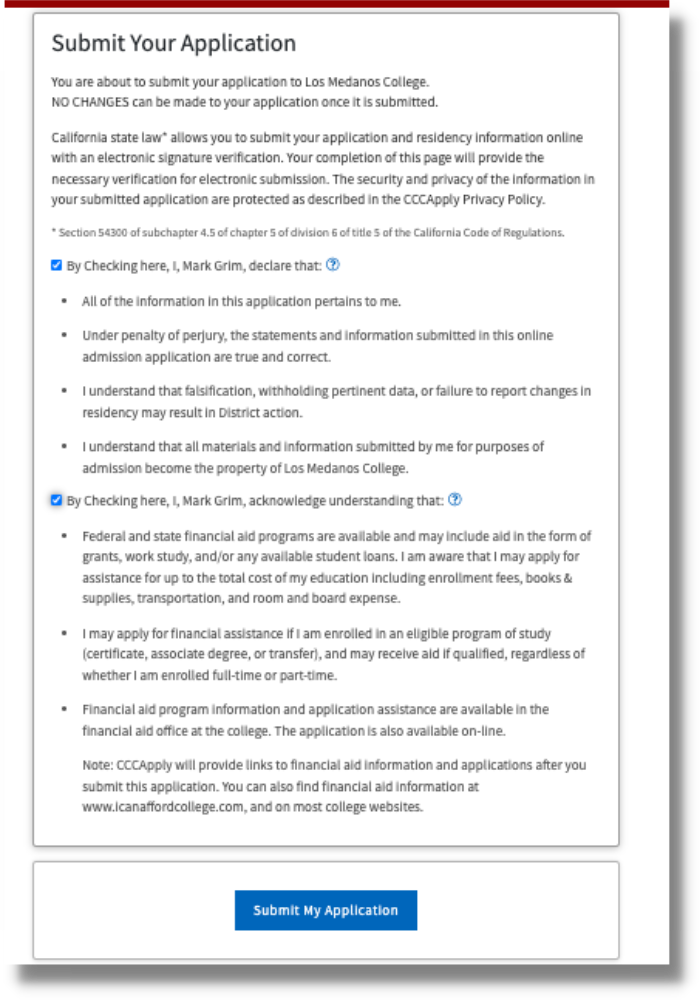 Submit Your Application
You are about to submit your application to Los Medanos College.
NO CHANGES can be made to your application once it is submitted.
California state law* allows you to submit your application and residency information online
with an electronic signature verification. Your completion of this page will provide the
necessary verification for electronic submission. The security and privacy of the information in
your submitted application are protected as described in the CCCApply Privacy Policy.
* Section 54300 of subchapter 4.5 of chapter 5 of division 6 of title 5 of the California Code of Regulations.
By Checking here, I, Mark Grim, declare that: ?
• All of the information in this application pertains to me.
• Under penalty of perjury, the statements and information submitted in this online
admission application are true and correct.
• I understand that falsification, withholding pertinent data, or failure to report changes in
residency may result in District action.
• I understand that all materials and information submitted by me for purposes of
admission become the property of Los Medanos College.
By Checking here, I, Mark Grim, acknowledge understanding that: ?
• Federal and state financial aid programs are available and may include aid in the form of
grants, work study, and/or any available student loans. I am aware that I may apply for
assistance for up to the total cost of my education including enrollment fees, books &
supplies, transportation, and room and board expense.
• I may apply for financial assistance if I am enrolled in an eligible program of study
(certificate, associate degree, or transfer), and may receive aid if qualified, regardless of
whether I am enrolled full-time or part-time.
• Financial aid program information and application assistance are available in the
financial aid office at the college. The application is also available on-line.
Note: CCCApply will provide links to financial aid information and applications after you
submit this application. You can also find financial aid information at
www.icanaffordcollege.com, and on most college websites.
Submit My Application